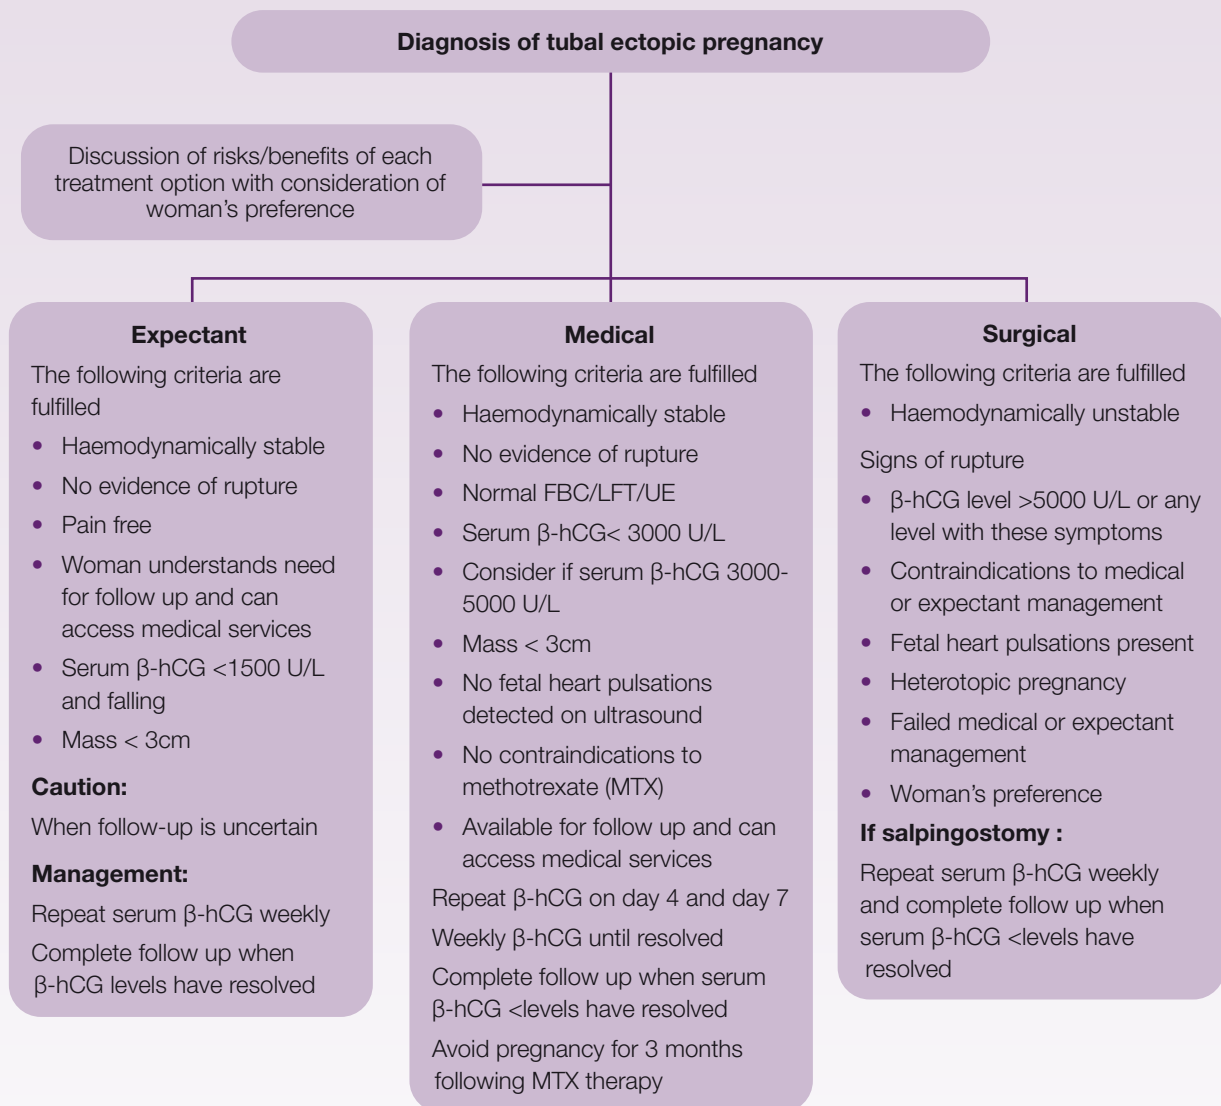 Diagnosis of tubal ectopic pregnancy
Discussion of risks/benefits of each
treatment option with consideration of
woman’s preference
Expectant
The following criteria are
fulfilled
• Haemodynamically stable
• No evidence of rupture
• Pain free
• Woman understands need
for follow up and can
access medical services
• Serum β-hCG <1500 U/L
and falling
• Mass < 3cm
Caution:
When follow-up is uncertain
Management:
Repeat serum β-hCG weekly
Complete follow up when
β-hCG levels have resolved
Medical
The following criteria are fulfilled
• Haemodynamically stable
• No evidence of rupture
• Normal FBC/LFT/UE
• Serum β-hCG< 3000 U/L
• Consider if serum β-hCG 3000-
5000 U/L
• Mass < 3cm
• No fetal heart pulsations
detected on ultrasound
• No contraindications to
methotrexate (MTX)
• Available for follow up and can
access medical services
Repeat β-hCG on day 4 and day 7
Weekly β-hCG until resolved
Complete follow up when serum
β-hCG <levels have resolved
Avoid pregnancy for 3 months
following MTX therapy
Surgical
The following criteria are fulfilled
• Haemodynamically unstable
Signs of rupture
• β-hCG level >5000 U/L or any
level with these symptoms
• Contraindications to medical
or expectant management
• Fetal heart pulsations present
• Heterotopic pregnancy
• Failed medical or expectant
management
• Woman’s preference
If salpingostomy :
Repeat serum β-hCG weekly
and complete follow up when
serum β-hCG <levels have
resolved